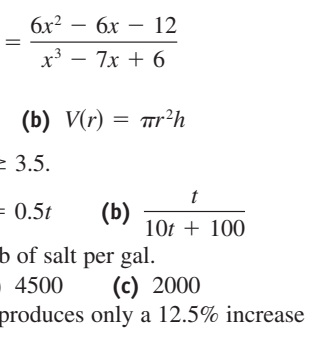 = 6x² − 6x − 12 / x³ − 7x + 6
(b) V(r) = πr²h
≥ 3.5.
= 0.5t (b) t / 10t + 100
b of salt per gal.
4500 (c) 2000
produces only a 12.5% increase